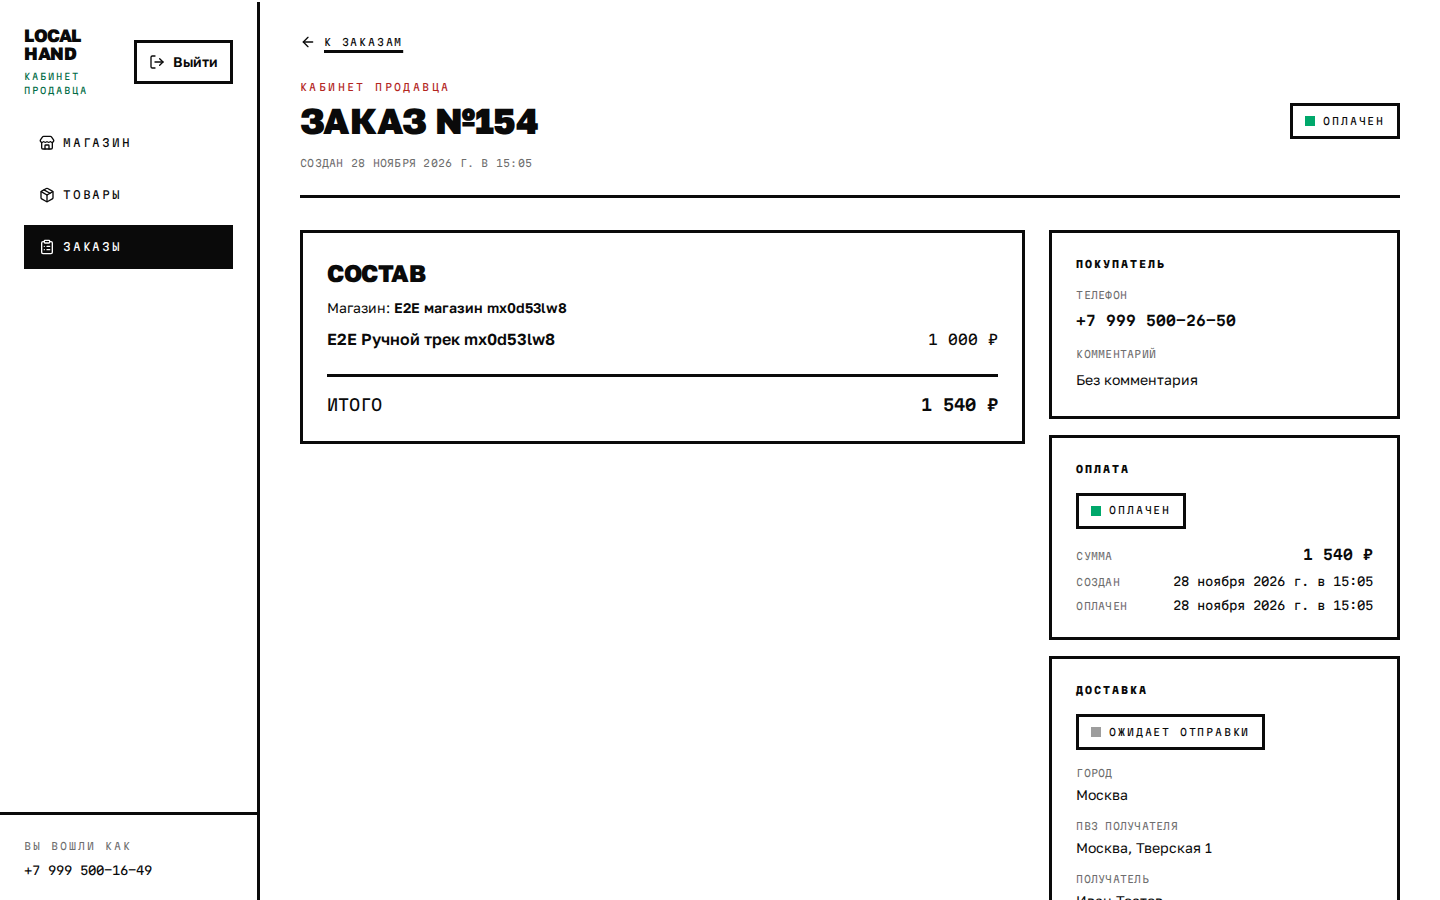 LOCAL
HAND
КАБИНЕТ
ПРОДАВЦА
Выйти
МАГАЗИН
ТОВАРЫ
ЗАКАЗЫ
ВЫ ВОШЛИ КАК
+7 999 500-16-49
К ЗАКАЗАМ
КАБИНЕТ ПРОДАВЦА
ЗАКАЗ №154
СОЗДАН 28 НОЯБРЯ 2026 Г. В 15:05
ОПЛАЧЕН
СОСТАВ
Магазин: E2E магазин mx0d53lw8
E2E Ручной трек mx0d53lw8 1 000 ₽
ИТОГО 1 540 ₽
ПОКУПАТЕЛЬ
ТЕЛЕФОН
+7 999 500-26-50
КОММЕНТАРИЙ
Без комментария
ОПЛАТА
ОПЛАЧЕН
СУММА 1 540 ₽
СОЗДАН 28 ноября 2026 г. в 15:05
ОПЛАЧЕН 28 ноября 2026 г. в 15:05
ДОСТАВКА
ОЖИДАЕТ ОТПРАВКИ
ГОРОД
Москва
ПВЗ ПОЛУЧАТЕЛЯ
Москва, Тверская 1
ПОЛУЧАТЕЛЬ